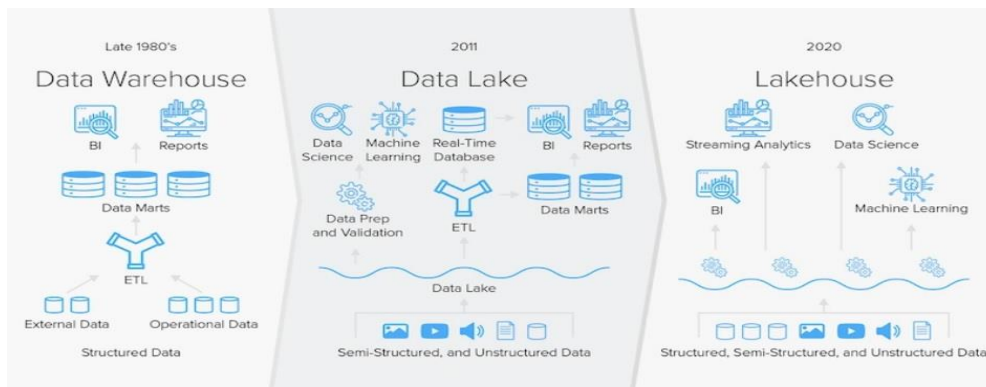 Late 1980's
Data Warehouse
BI
Reports
Data Marts
ETL
External Data
Operational Data
Structured Data
2011
Data Lake
Data
Science
Machine
Learning
Real-Time
Database
BI
Reports
Data Prep
and Validation
ETL
Data Marts
Data Lake
Semi-Structured, and Unstructured Data
2020
Lakehouse
Streaming Analytics
Data Science
BI
Machine Learning
Structured, Semi-Structured, and Unstructured Data